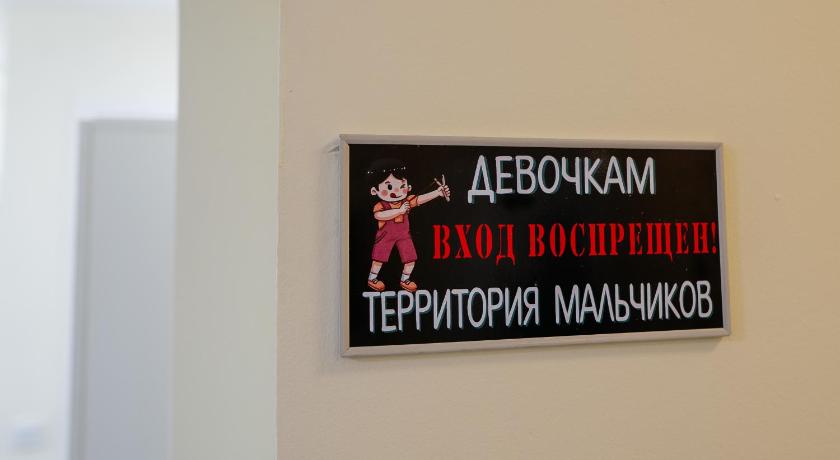 ДЕВОЧКАМ
ВХОД ВОСПРЕЩЕН!
ТЕРРИТОРИЯ МАЛЬЧИКОВ